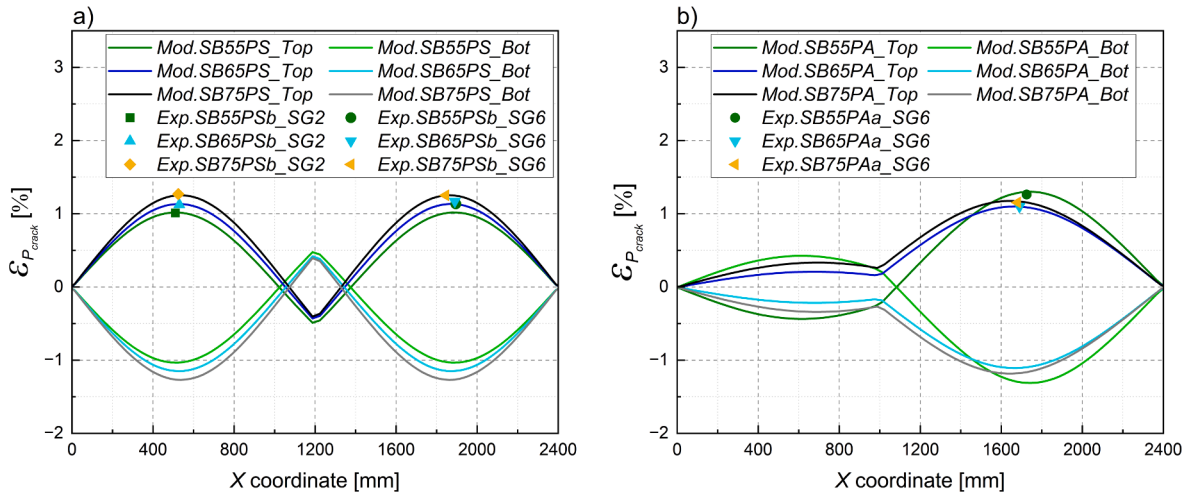 a)
Mod.SB55PS_Top Mod.SB55PS_Bot
Mod.SB65PS_Top Mod.SB65PS_Bot
Mod.SB75PS_Top Mod.SB75PS_Bot
Exp.SB55PSb_SG2 Exp.SB55PSb_SG6
Exp.SB65PSb_SG2 Exp.SB65PSb_SG6
Exp.SB75PSb_SG2 Exp.SB75PSb_SG6
3
2
1
0
−1
−2
ε_Pcrack [%]
0 400 800 1200 1600 2000 2400
X coordinate [mm]
b)
Mod.SB55PA_Top Mod.SB55PA_Bot
Mod.SB65PA_Top Mod.SB65PA_Bot
Mod.SB75PA_Top Mod.SB75PA_Bot
Exp.SB55PAa_SG6
Exp.SB65PAa_SG6
Exp.SB75PAa_SG6
3
2
1
0
−1
−2
ε_Pcrack [%]
0 400 800 1200 1600 2000 2400
X coordinate [mm]